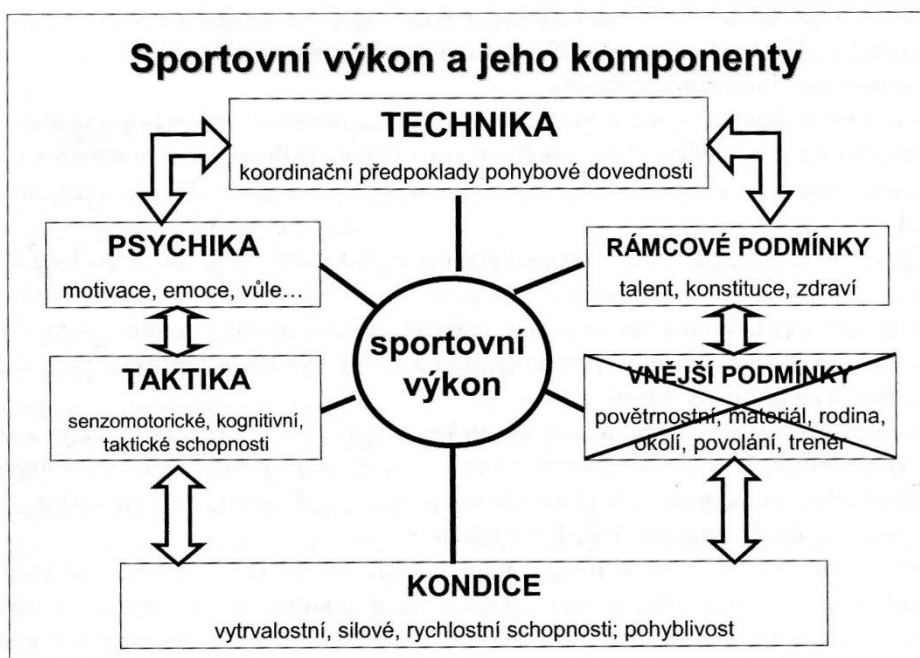 Sportovní výkon a jeho komponenty
TECHNIKA
koordinační předpoklady pohybové dovednosti
PSYCHIKA
motivace, emoce, vůle…
RÁMCOVÉ PODMÍNKY
talent, konstituce, zdraví
sportovní
výkon
TAKTIKA
senzomotorické, kognitivní,
taktické schopnosti
VNĚJŠÍ PODMÍNKY
povětrnostní, materiál, rodina,
okolí, povolání, trenér
KONDICE
vytrvalostní, silové, rychlostní schopnosti; pohyblivost